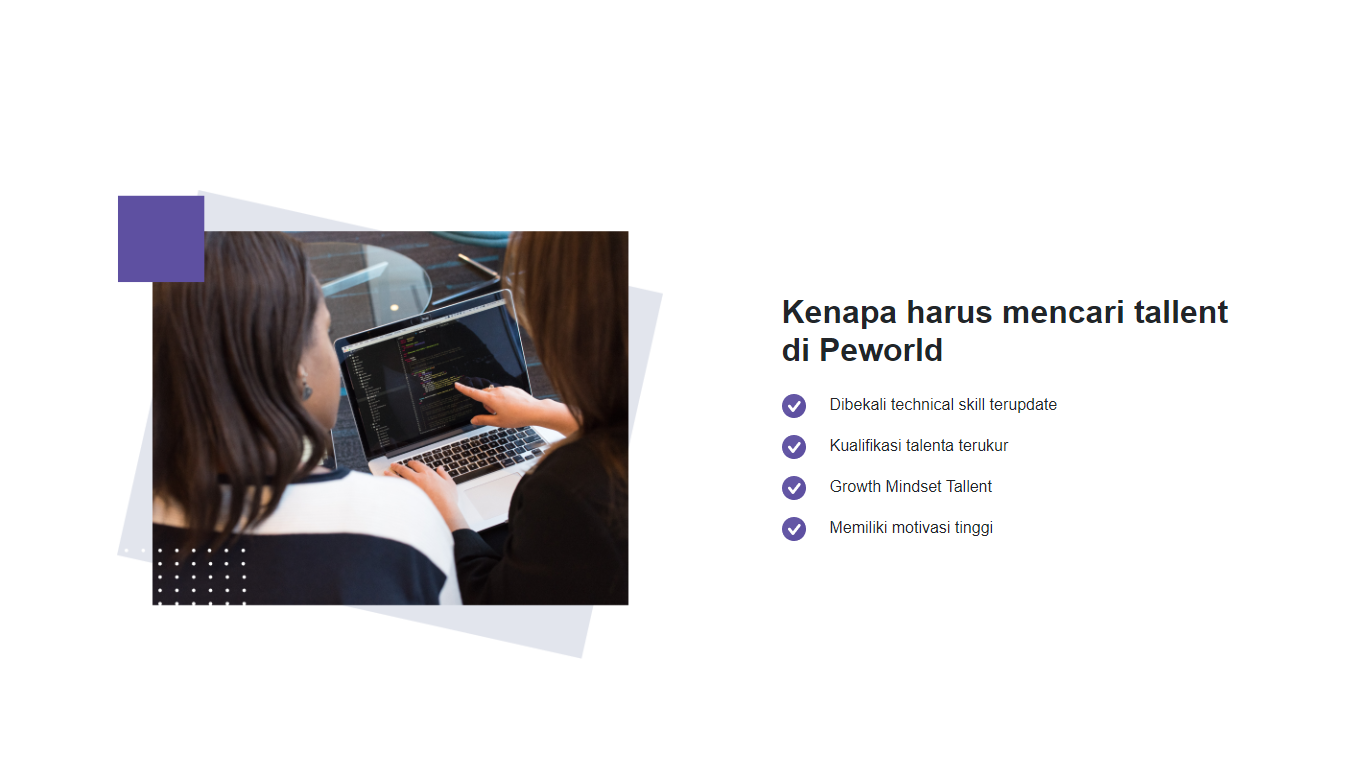 Kenapa harus mencari tallent
di Peworld
Dibekali technical skill terupdate
Kualifikasi talenta terukur
Growth Mindset Tallent
Memiliki motivasi tinggi